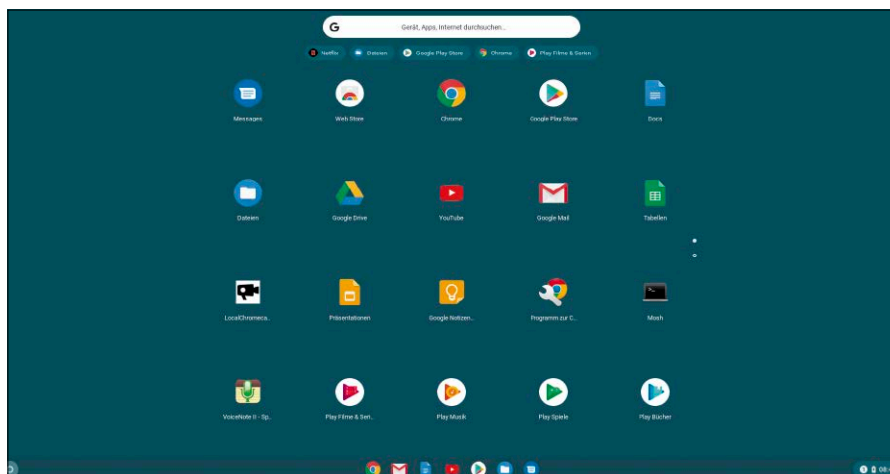 Gerät, Apps, Internet durchsuchen...
Netflix Dateien Google Play Store Chrome Play Filme & Serien
Messages Web Store Chrome Google Play Store Docs
Dateien Google Drive YouTube Google Mail Tabellen
LocalChromeca... Präsentationen Google Notizen... Programm zur C... Mosh
VoiceNote II - Sp... Play Filme & Seri... Play Musik Play Spiele Play Bücher